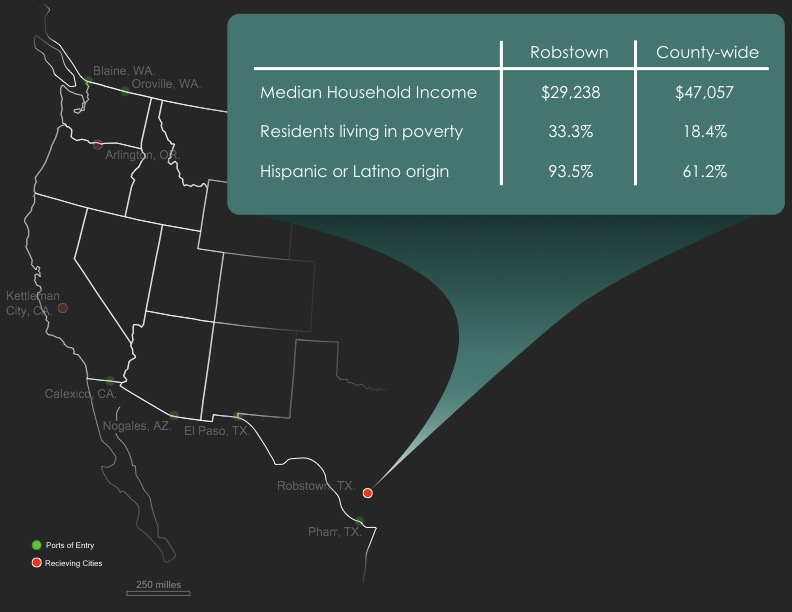 Robstown County-wide
Median Household Income $29,238 $47,057
Residents living in poverty 33.3% 18.4%
Hispanic or Latino origin 93.5% 61.2%
Blaine, WA.
Oroville, WA.
Arlington, OR.
Kettleman
City, CA.
Calexico, CA.
Nogales, AZ.
El Paso, TX.
Robstown, TX.
Pharr, TX.
Ports of Entry
Recieving Cities
250 milles